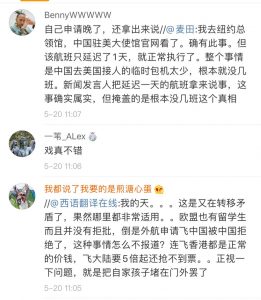 BennyWWWWW
自己申请晚了，还拿出来说//@麦田:我去纽约总
领馆，中国驻美大使馆官网看了。确有此事。但
该航班只延迟了1天，就正常执行了。整个事情
是中国去美国接人的临时包机太少，根本就没几
班。新闻发言人把延迟一天的航班拿来说事，这
事确实属实，但掩盖的是根本没几班这个真相
5-20 11:07
一苇_ALex
戏真不错
5-20 11:06
我都说了我要的是煎溏心蛋
//@西语翻译在线:我的天。。。这是又在转移矛
盾了，果然哪里都非常适用。。欧盟也有留学生
而且并没有拒批，倒是外航申请飞中国被中国拒
绝了，这种事情怎么不报道？连飞香港都是正常
的价钱，飞大陆要5倍起还抢不到票。。正视一
下问题，就是把自家孩子堵在门外罢了
5-20 11:05